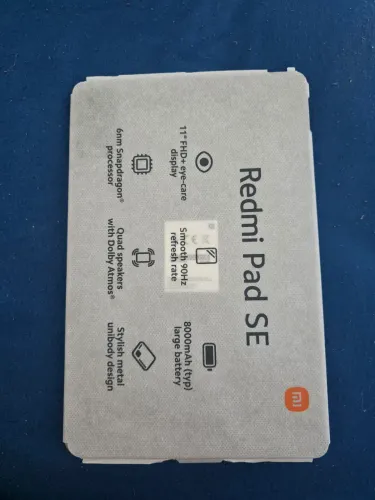 Redmi Pad SE
11" FHD+ eye-care
display
Smooth 90Hz
refresh rate
8000mAh (typ)
large battery
6nm Snapdragon®
processor
Quad speakers
with Dolby Atmos®
Stylish metal
unibody design
mi